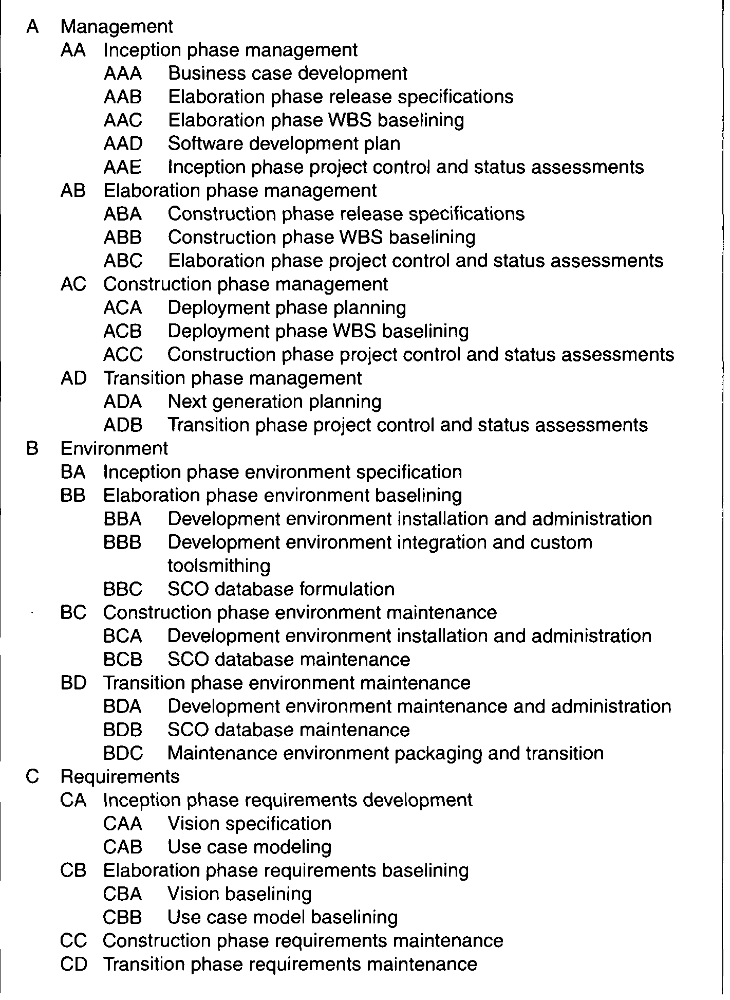 A Management
AA Inception phase management
AAA Business case development
AAB Elaboration phase release specifications
AAC Elaboration phase WBS baselining
AAD Software development plan
AAE Inception phase project control and status assessments
AB Elaboration phase management
ABA Construction phase release specifications
ABB Construction phase WBS baselining
ABC Elaboration phase project control and status assessments
AC Construction phase management
ACA Deployment phase planning
ACB Deployment phase WBS baselining
ACC Construction phase project control and status assessments
AD Transition phase management
ADA Next generation planning
ADB Transition phase project control and status assessments
B Environment
BA Inception phase environment specification
BB Elaboration phase environment baselining
BBA Development environment installation and administration
BBB Development environment integration and custom
toolsmithing
BBC SCO database formulation
BC Construction phase environment maintenance
BCA Development environment installation and administration
BCB SCO database maintenance
BD Transition phase environment maintenance
BDA Development environment maintenance and administration
BDB SCO database maintenance
BDC Maintenance environment packaging and transition
C Requirements
CA Inception phase requirements development
CAA Vision specification
CAB Use case modeling
CB Elaboration phase requirements baselining
CBA Vision baselining
CBB Use case model baselining
CC Construction phase requirements maintenance
CD Transition phase requirements maintenance